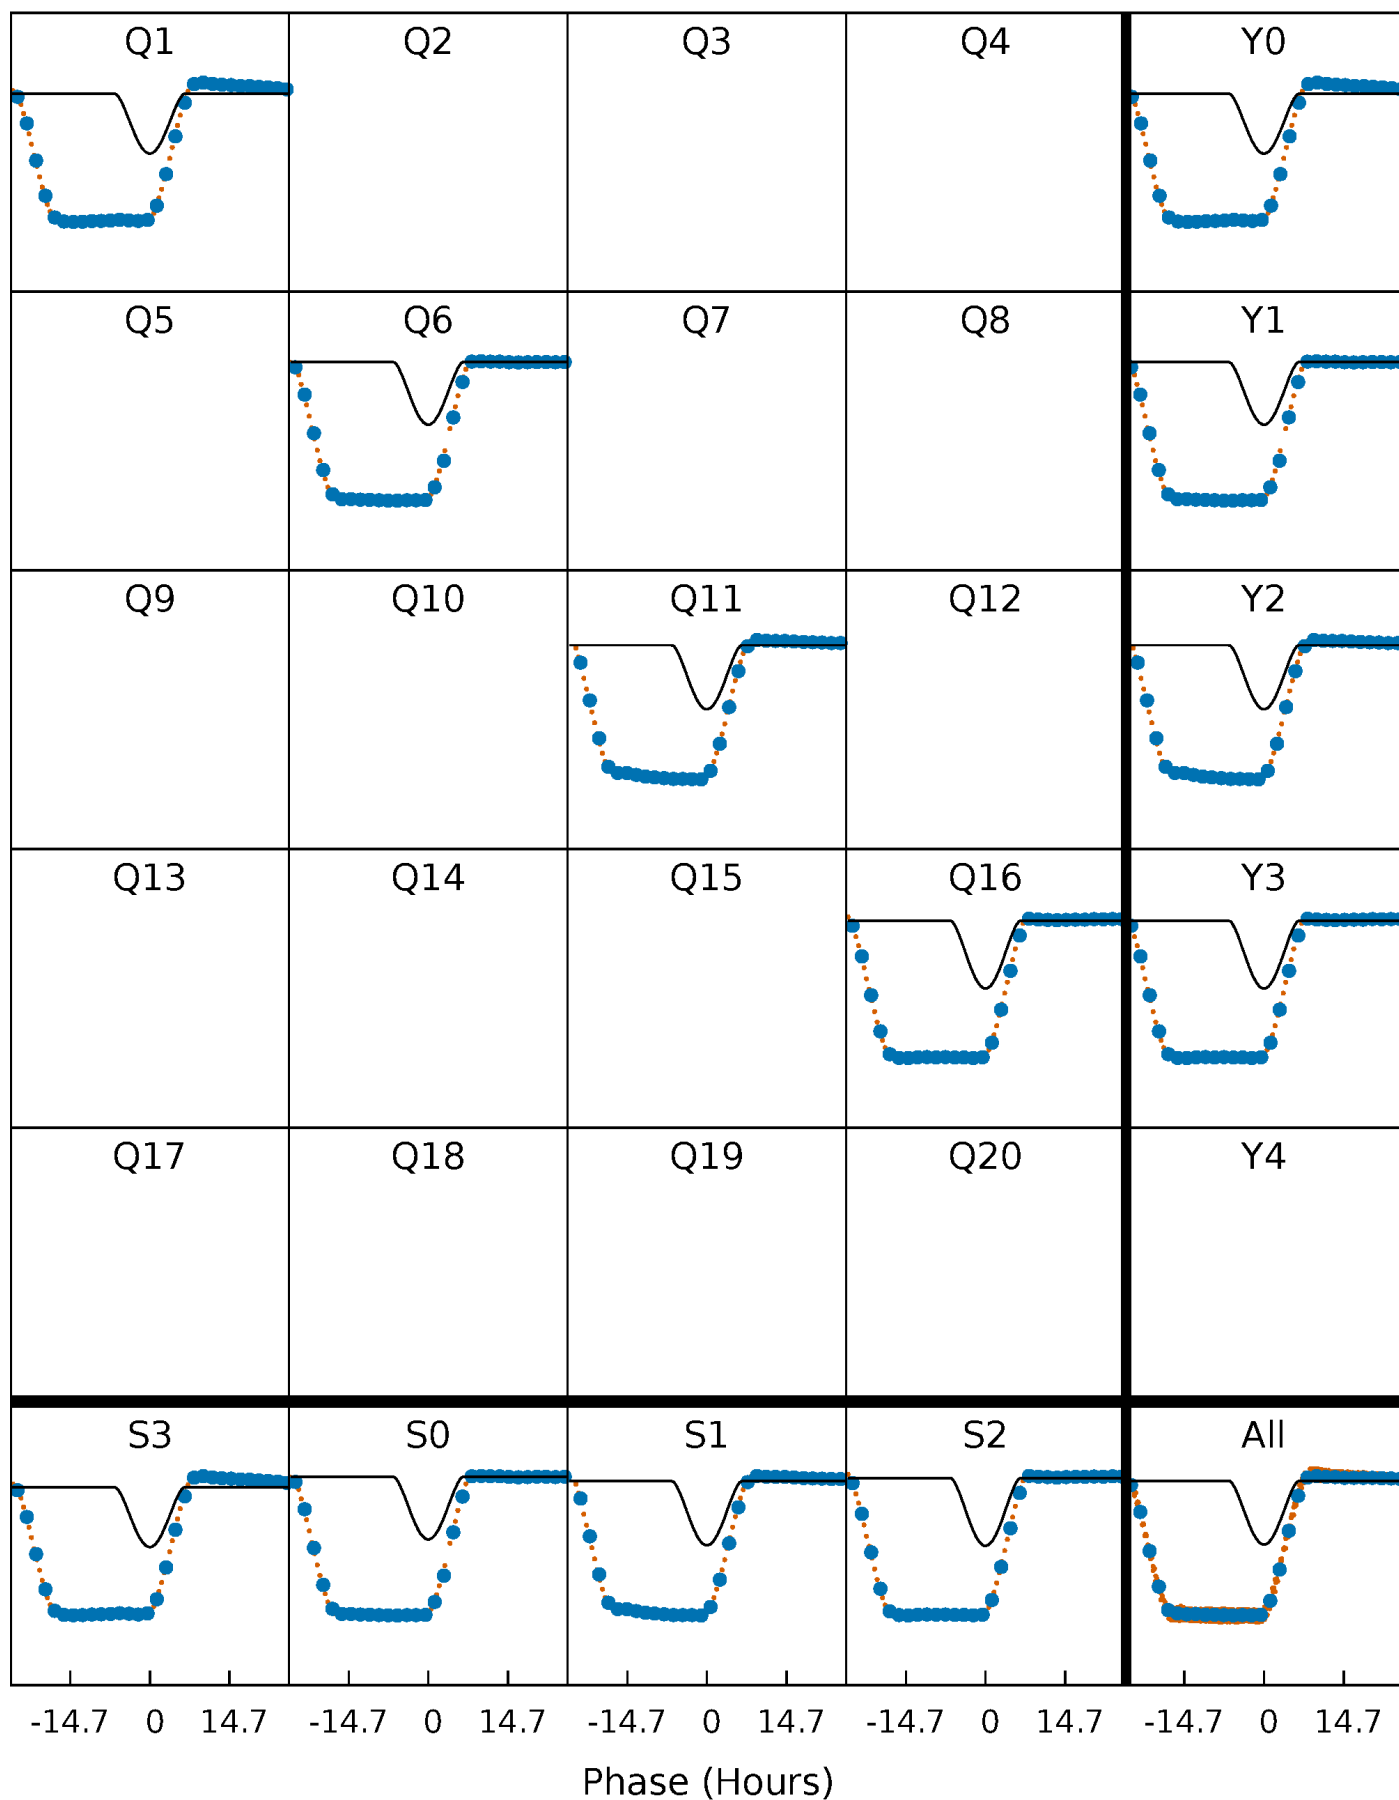 Q1 Q2 Q3 Q4 Y0
Q5 Q6 Q7 Q8 Y1
Q9 Q10 Q11 Q12 Y2
Q13 Q14 Q15 Q16 Y3
Q17 Q18 Q19 Q20 Y4
S3 S0 S1 S2 All
-14.7 0 14.7 -14.7 0 14.7 -14.7 0 14.7 -14.7 0 14.7 -14.7 0 14.7
Phase (Hours)